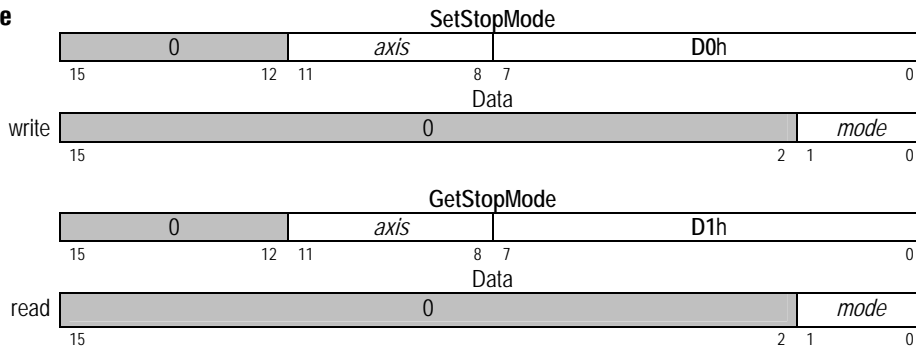 e
SetStopMode
0 axis D0h
15 12 11 8 7 0
Data
write 0 mode
15 2 1 0
GetStopMode
0 axis D1h
15 12 11 8 7 0
Data
read 0 mode
15 2 1 0